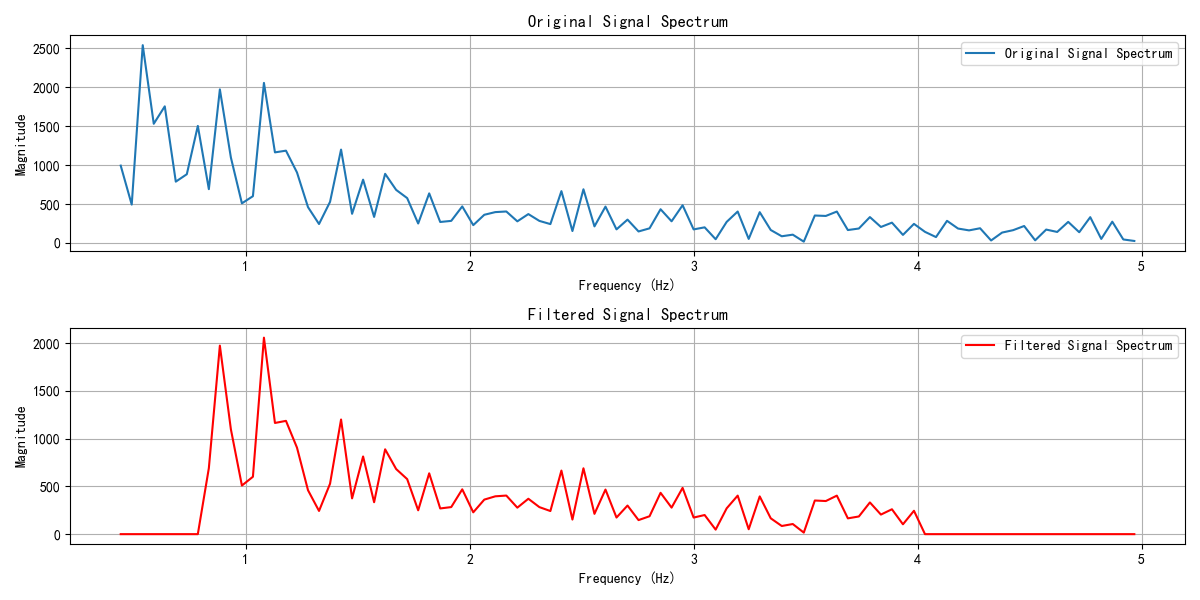 Original Signal Spectrum
Original Signal Spectrum
2500
2000
1500
1000
500
0
Magnitude
1
2
3
4
5
Frequency (Hz)
Filtered Signal Spectrum
Filtered Signal Spectrum
2000
1500
1000
500
0
Magnitude
1
2
3
4
5
Frequency (Hz)